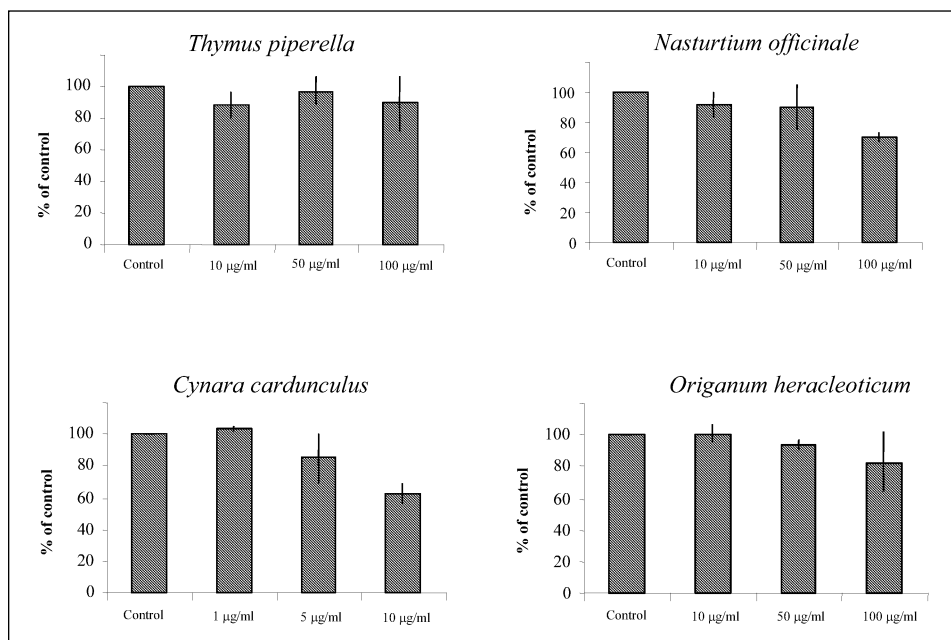 Thymus piperella
% of control
100
80
60
40
20
0
Control 10 µg/ml 50 µg/ml 100 µg/ml
Nasturtium officinale
% of control
100
80
60
40
20
0
Control 10 µg/ml 50 µg/ml 100 µg/ml
Cynara cardunculus
% of control
100
80
60
40
20
0
Control 1 µg/ml 5 µg/ml 10 µg/ml
Origanum heracleoticum
% of control
100
80
60
40
20
0
Control 10 µg/ml 50 µg/ml 100 µg/ml